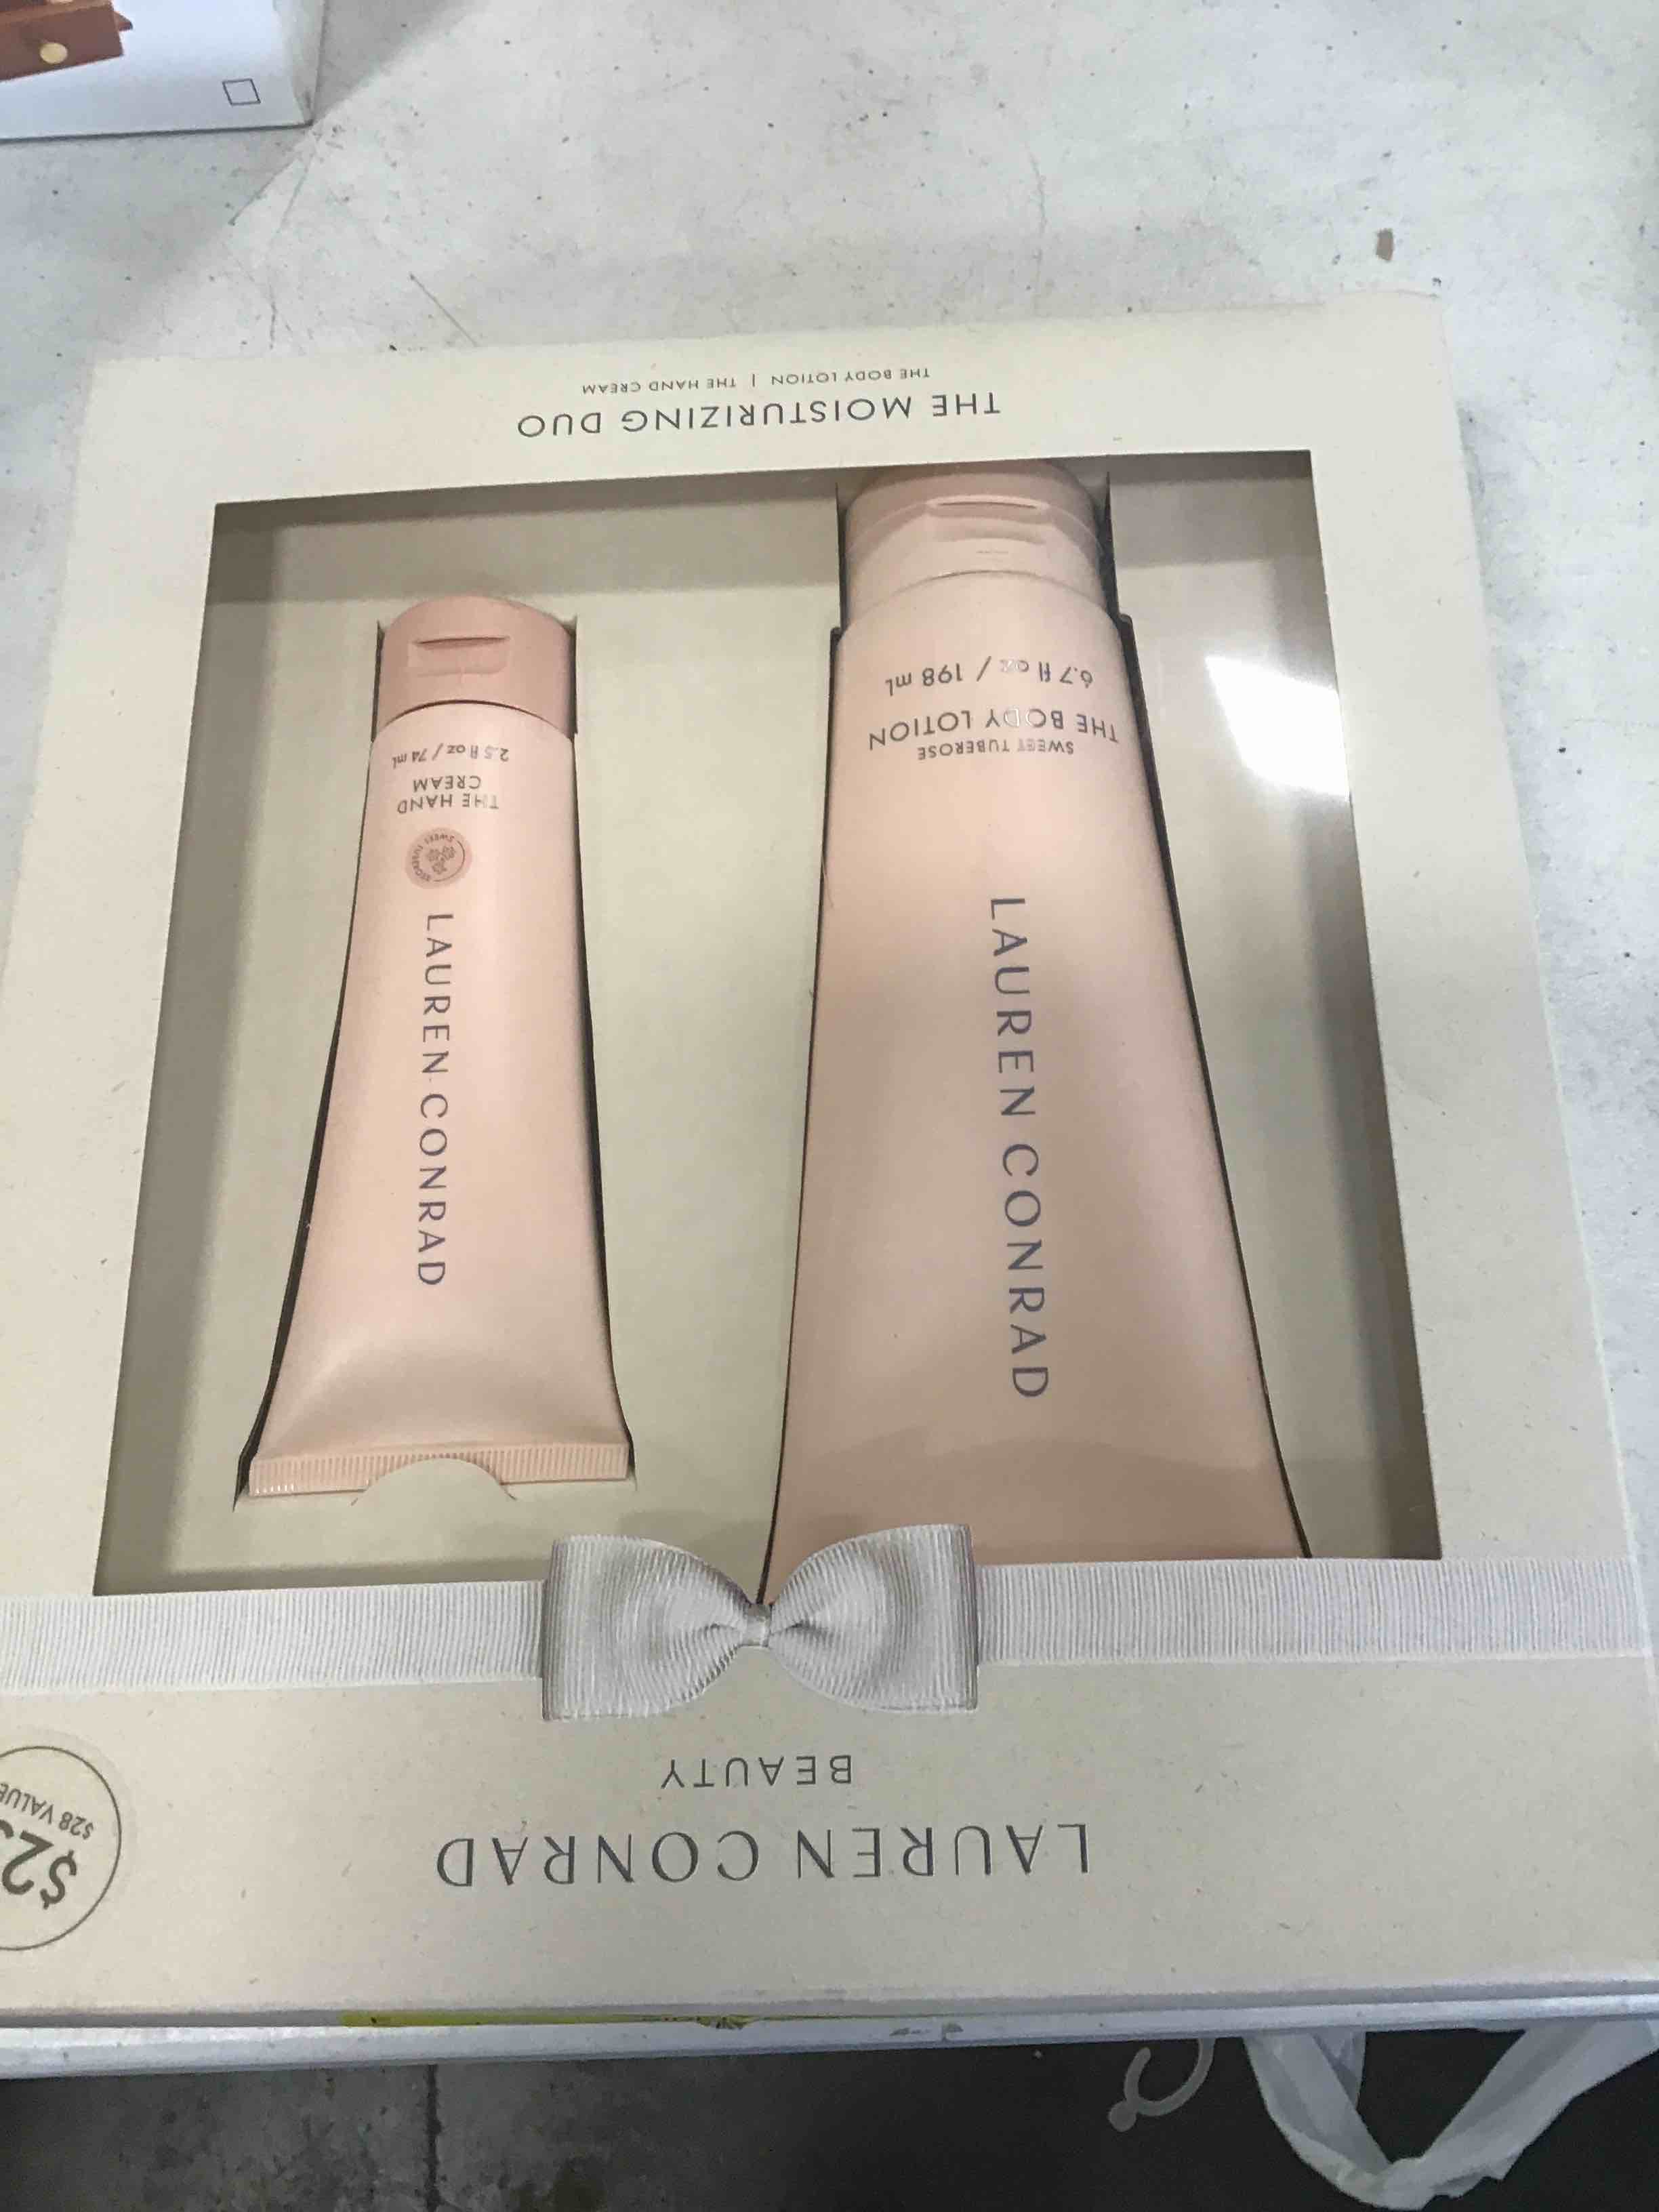 LAUREN CONRAD
BEAUTY
$28 VALUE
LAUREN CONRAD
SWEET TUBEROSE
THE BODY LOTION
6.7 fl oz / 198 mL
LAUREN CONRAD
SWEET TUBEROSE
THE HAND
CREAM
2.5 fl oz / 74 mL
THE MOISTURIZING DUO
THE BODY LOTION | THE HAND CREAM